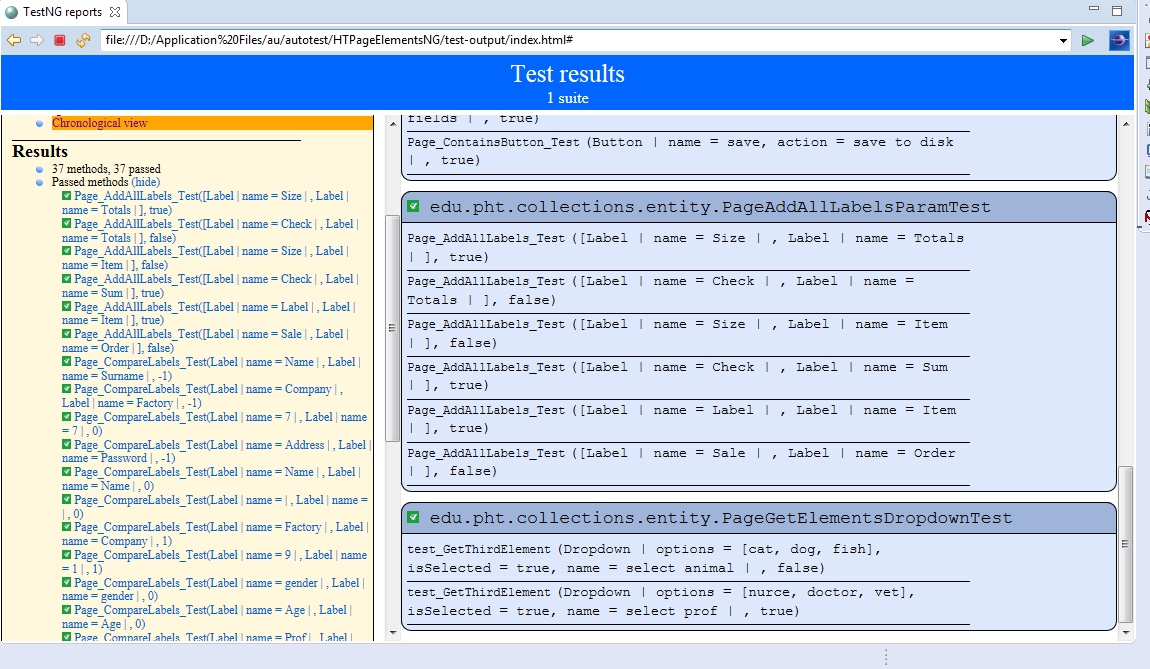 TestNG reports
file:///D:/Application%20Files/au/autotest/HTPageElementsNG/test-output/index.html#
Test results
1 suite
Chronological view
Results
37 methods, 37 passed
Passed methods (hide)
Page_AddAllLabels_Test([Label | name = Size | , Label |
name = Totals | ], true)
Page_AddAllLabels_Test([Label | name = Check | , Label |
name = Totals | ], false)
Page_AddAllLabels_Test([Label | name = Size | , Label |
name = Item | ], false)
Page_AddAllLabels_Test([Label | name = Check | , Label |
name = Sum | ], true)
Page_AddAllLabels_Test([Label | name = Label | , Label |
name = Item | ], true)
Page_AddAllLabels_Test([Label | name = Sale | , Label |
name = Order | ], false)
Page_CompareLabels_Test(Label | name = Name | , Label |
name = Surname | , -1)
Page_CompareLabels_Test(Label | name = Company | ,
Label | name = Factory | , -1)
Page_CompareLabels_Test(Label | name = 7 | , Label | name
= 7 | , 0)
Page_CompareLabels_Test(Label | name = Address | , Label |
name = Password | , -1)
Page_CompareLabels_Test(Label | name = Name | , Label |
name = Name | , 0)
Page_CompareLabels_Test(Label | name = | , Label | name =
| , 0)
Page_CompareLabels_Test(Label | name = Factory | , Label |
name = Company | , 1)
Page_CompareLabels_Test(Label | name = 9 | , Label | name
= 1 | , 1)
Page_CompareLabels_Test(Label | name = gender | , Label |
name = gender | , 0)
Page_CompareLabels_Test(Label | name = Age | , Label |
name = Age | , 0)
Page_CompareLabels_Test(Label | name = Prof | , Label |
fields | , true)
Page_ContainsButton_Test (Button | name = save, action = save to disk
| , true)
edu.pht.collections.entity.PageAddAllLabelsParamTest
Page_AddAllLabels_Test ([Label | name = Size | , Label | name = Totals
| ], true)
Page_AddAllLabels_Test ([Label | name = Check | , Label | name =
Totals | ], false)
Page_AddAllLabels_Test ([Label | name = Size | , Label | name = Item
| ], false)
Page_AddAllLabels_Test ([Label | name = Check | , Label | name = Sum
| ], true)
Page_AddAllLabels_Test ([Label | name = Label | , Label | name = Item
| ], true)
Page_AddAllLabels_Test ([Label | name = Sale | , Label | name = Order
| ], false)
edu.pht.collections.entity.PageGetElementsDropdownTest
test_GetThirdElement (Dropdown | options = [cat, dog, fish],
isSelected = true, name = select animal | , false)
test_GetThirdElement (Dropdown | options = [nurce, doctor, vet],
isSelected = true, name = select prof | , true)